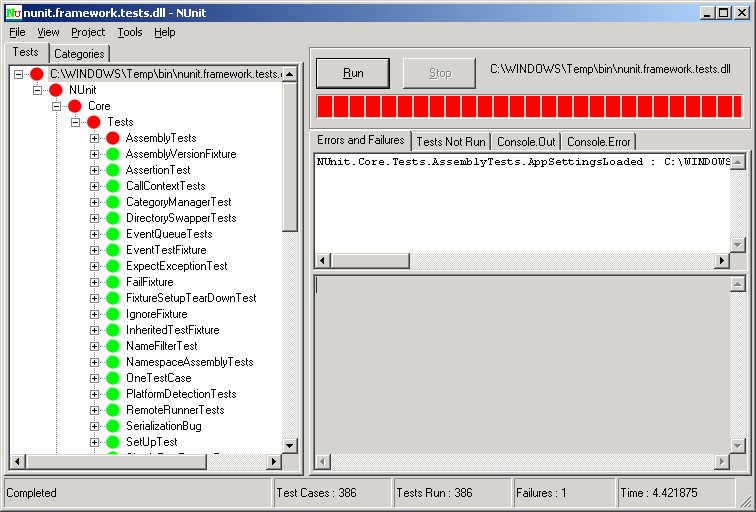 nunit.framework.tests.dll - NUnit
File View Project Tools Help
Tests Categories
C:\WINDOWS\Temp\bin\nunit.framework.tests.
NUnit
Core
Tests
AssemblyTests
AssemblyVersionFixture
AssertionTest
CallContextTests
CategoryManagerTest
DirectorySwapperTests
EventQueueTests
EventTestFixture
ExpectExceptionTest
FailFixture
FixtureSetupTearDownTest
IgnoreFixture
InheritedTestFixture
NameFilterTest
NamespaceAssemblyTests
OneTestCase
PlatformDetectionTests
RemoteRunnerTests
SerializationBug
SetUpTest
Run Stop C:\WINDOWS\Temp\bin\nunit.framework.tests.dll
Errors and Failures Tests Not Run Console.Out Console.Error
NUnit.Core.Tests.AssemblyTests.AppSettingsLoaded : C:\WINDOWS
Completed Test Cases : 386 Tests Run : 386 Failures : 1 Time : 4.421875